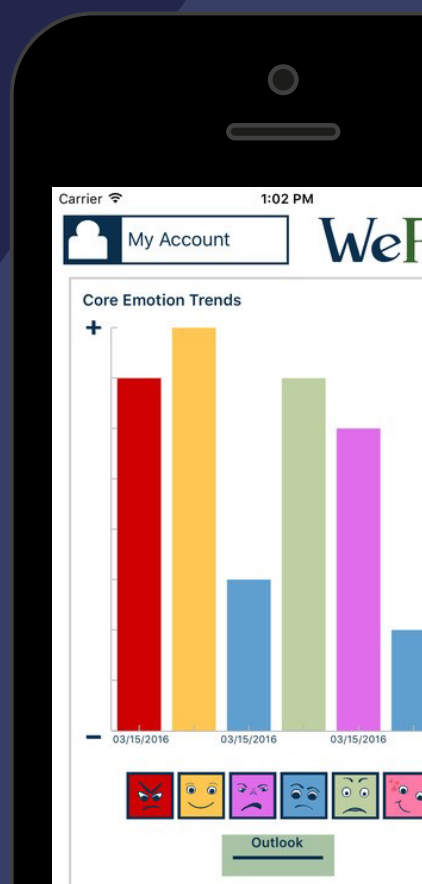 Carrier 1:02 PM
My Account
WeF
Core Emotion Trends
+
–
03/15/2016 03/15/2016 03/15/2016
Outlook